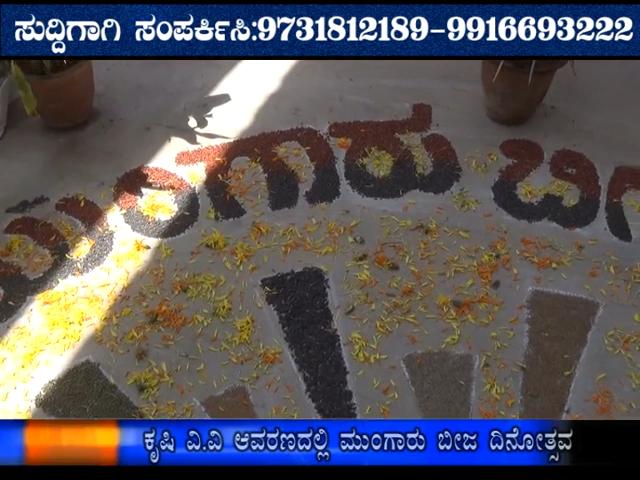 ಸುದ್ದಿಗಾಗಿ ಸಂಪರ್ಕಿಸಿ:9731812189-9916693222
ಮುಂಗಾರು ಬೀ
ಕೃಷಿ ವಿ.ವಿ ಆವರಣದಲ್ಲಿ ಮುಂಗಾರು ಬೀಜ ದಿನೋತ್ಸವ